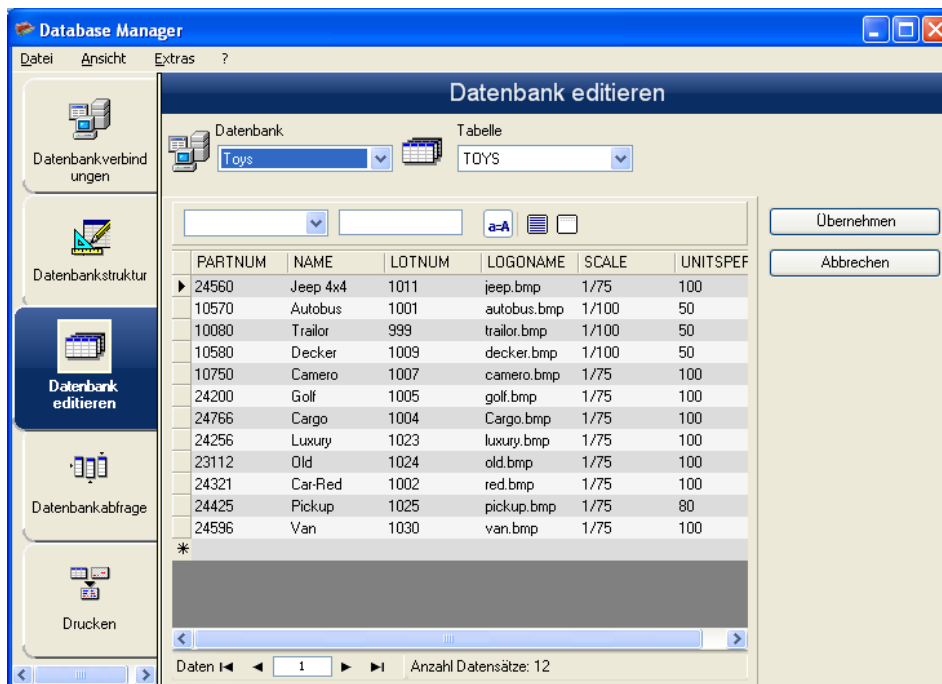 Database Manager
Datei Ansicht Extras ?
Datenbankverbind
ungen
Datenbankstruktur
Datenbank
editieren
Datenbankabfrage
Drucken
Datenbank editieren
Datenbank Tabelle
Toys TOYS
a=A
Übernehmen
Abbrechen
PARTNUM NAME LOTNUM LOGONAME SCALE UNITSPER
24560 Jeep 4x4 1011 jeep.bmp 1/75 100
10570 Autobus 1001 autobus.bmp 1/100 50
10080 Trailor 999 trailor.bmp 1/100 50
10580 Decker 1009 decker.bmp 1/100 50
10750 Camero 1007 camero.bmp 1/75 100
24200 Golf 1005 golf.bmp 1/75 100
24766 Cargo 1004 Cargo.bmp 1/75 100
24256 Luxury 1023 luxury.bmp 1/75 100
23112 Old 1024 old.bmp 1/75 100
24321 Car-Red 1002 red.bmp 1/75 100
24425 Pickup 1025 pickup.bmp 1/75 80
24596 Van 1030 van.bmp 1/75 100
Daten 1 Anzahl Datensätze: 12